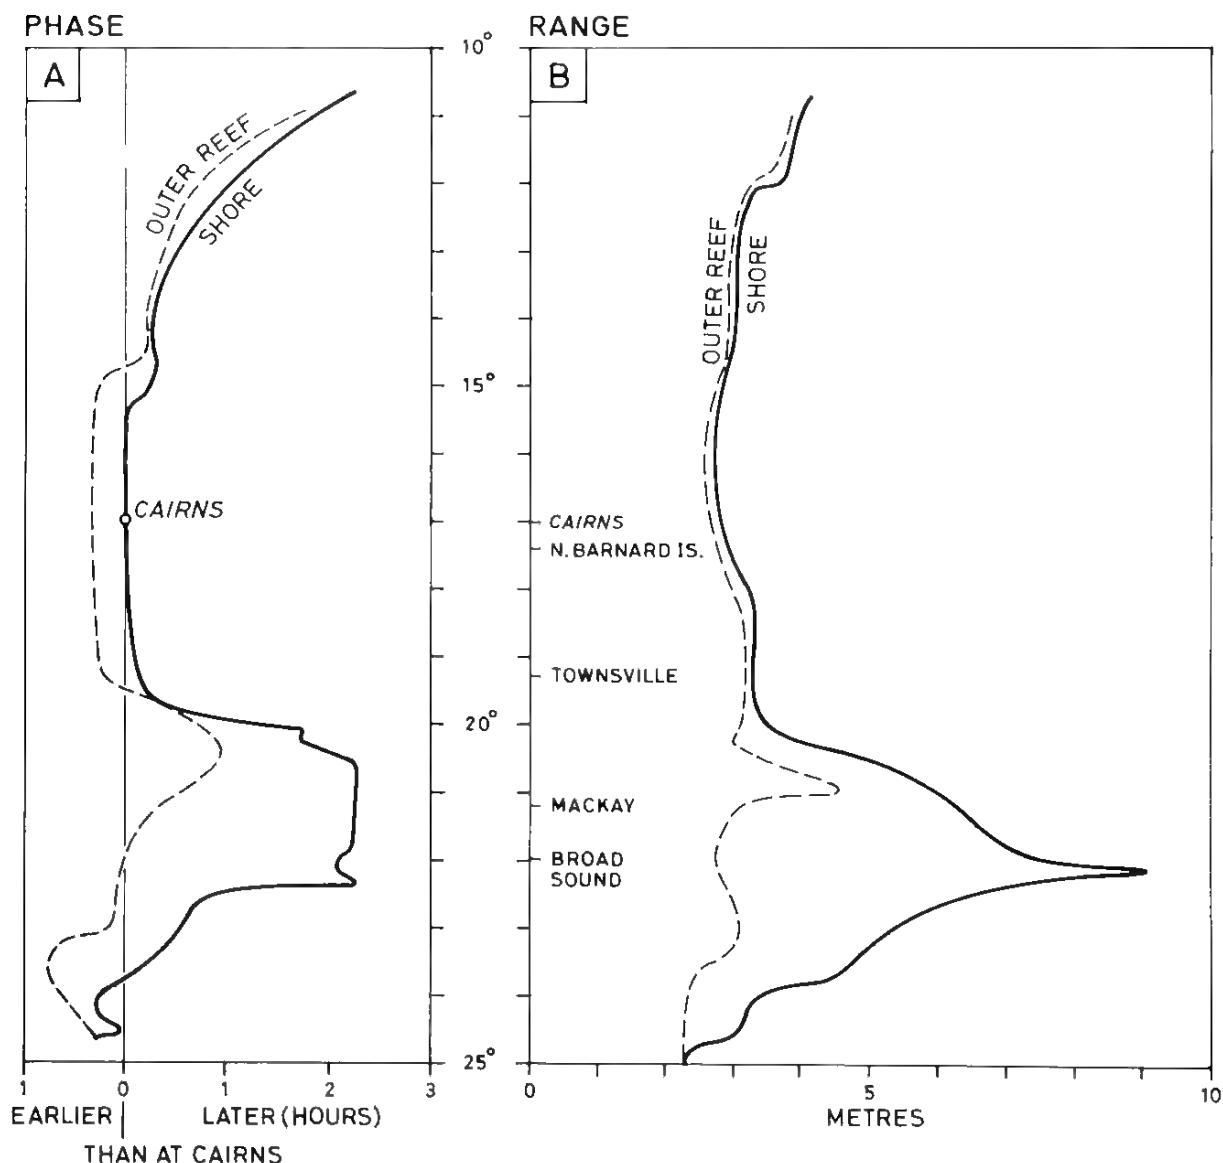 PHASE
RANGE
A
B
10°
15°
20°
25°
OUTER REEF
SHORE
CAIRNS
OUTER REEF
SHORE
CAIRNS
N. BARNARD IS.
TOWNSVILLE
MACKAY
BROAD
SOUND
1 0 1 2 3
EARLIER LATER (HOURS)
THAN AT CAIRNS
0 5 10
METRES